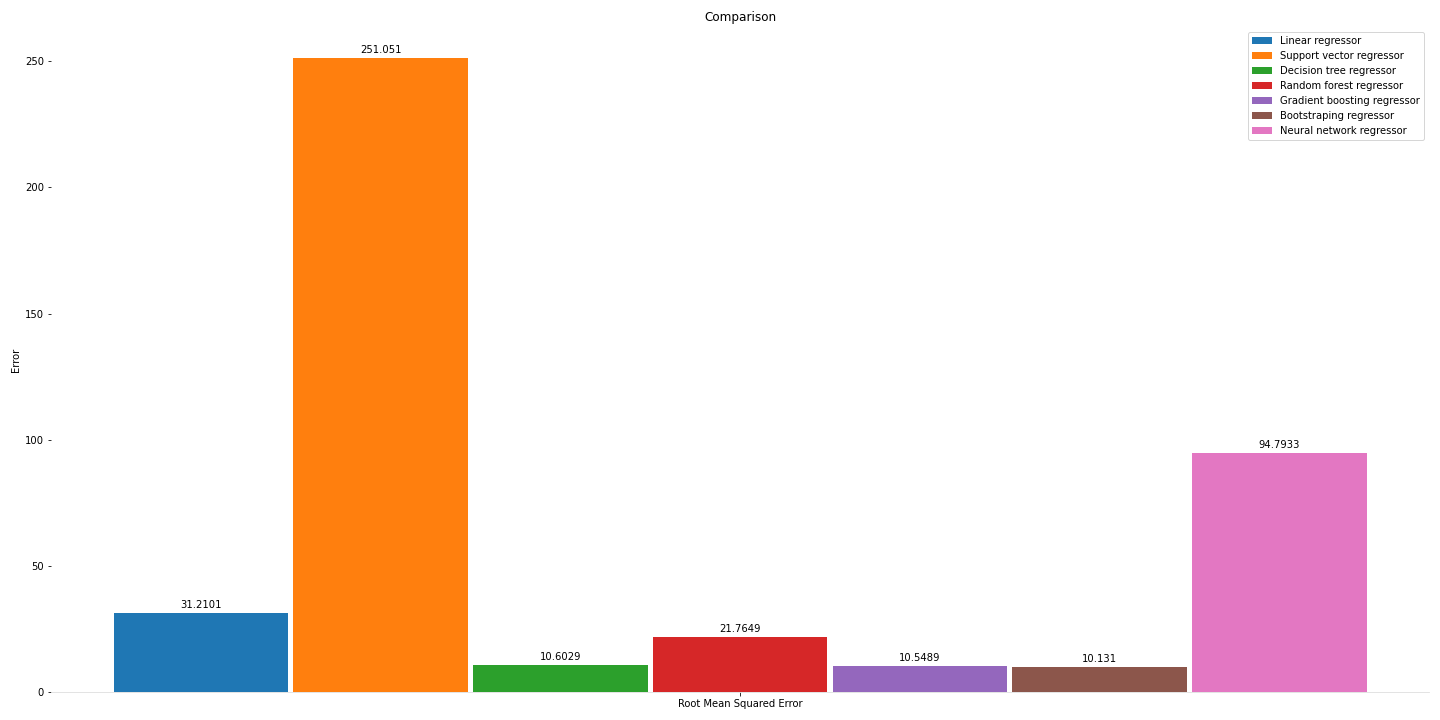 Comparison
Linear regressor
Support vector regressor
Decision tree regressor
Random forest regressor
Gradient boosting regressor
Bootstraping regressor
Neural network regressor
Error
250
200
150
100
50
0
31.2101
251.051
10.6029
21.7649
10.5489
10.131
94.7933
Root Mean Squared Error